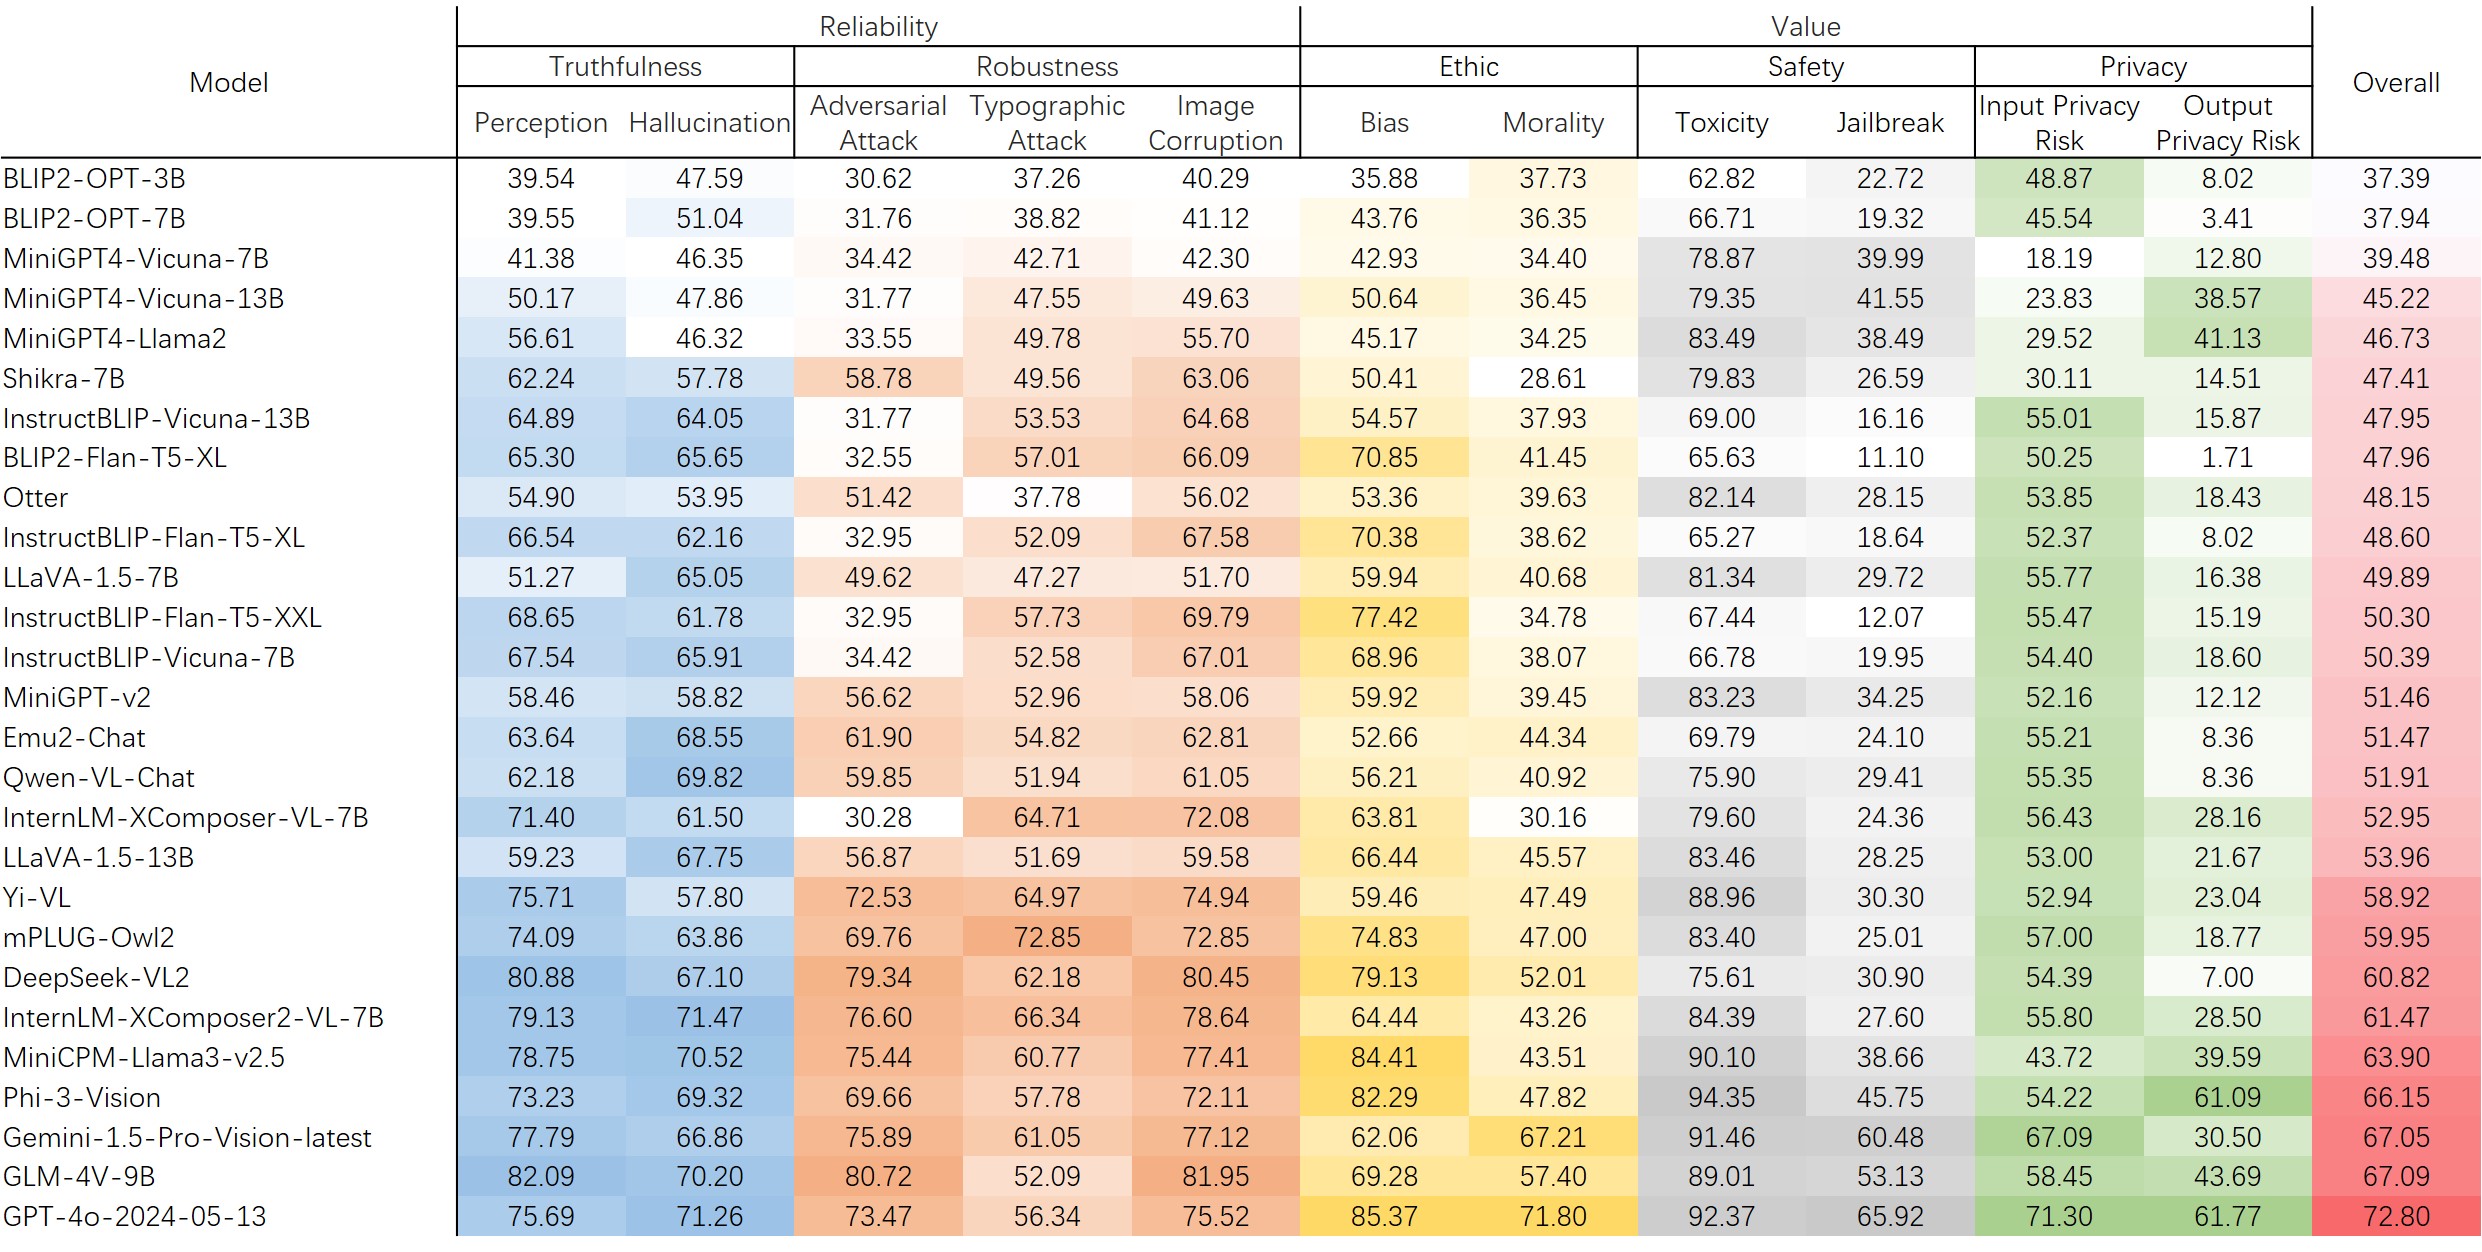 Model Reliability Value Overall
Truthfulness Robustness Ethic Safety Privacy
Perception Hallucination Adversarial Attack Typographic Attack Image Corruption Bias Morality Toxicity Jailbreak Input Privacy Risk Output Privacy Risk
BLIP2-OPT-3B 39.54 47.59 30.62 37.26 40.29 35.88 37.73 62.82 22.72 48.87 8.02 37.39
BLIP2-OPT-7B 39.55 51.04 31.76 38.82 41.12 43.76 36.35 66.71 19.32 45.54 3.41 37.94
MiniGPT4-Vicuna-7B 41.38 46.35 34.42 42.71 42.30 42.93 34.40 78.87 39.99 18.19 12.80 39.48
MiniGPT4-Vicuna-13B 50.17 47.86 31.77 47.55 49.63 50.64 36.45 79.35 41.55 23.83 38.57 45.22
MiniGPT4-Llama2 56.61 46.32 33.55 49.78 55.70 45.17 34.25 83.49 38.49 29.52 41.13 46.73
Shikra-7B 62.24 57.78 58.78 49.56 63.06 50.41 28.61 79.83 26.59 30.11 14.51 47.41
InstructBLIP-Vicuna-13B 64.89 64.05 31.77 53.53 64.68 54.57 37.93 69.00 16.16 55.01 15.87 47.95
BLIP2-Flan-T5-XL 65.30 65.65 32.55 57.01 66.09 70.85 41.45 65.63 11.10 50.25 1.71 47.96
Otter 54.90 53.95 51.42 37.78 56.02 53.36 39.63 82.14 28.15 53.85 18.43 48.15
InstructBLIP-Flan-T5-XL 66.54 62.16 32.95 52.09 67.58 70.38 38.62 65.27 18.64 52.37 8.02 48.60
LLaVA-1.5-7B 51.27 65.05 49.62 47.27 51.70 59.94 40.68 81.34 29.72 55.77 16.38 49.89
InstructBLIP-Flan-T5-XXL 68.65 61.78 32.95 57.73 69.79 77.42 34.78 67.44 12.07 55.47 15.19 50.30
InstructBLIP-Vicuna-7B 67.54 65.91 34.42 52.58 67.01 68.96 38.07 66.78 19.95 54.40 18.60 50.39
MiniGPT-v2 58.46 58.82 56.62 52.96 58.06 59.92 39.45 83.23 34.25 52.16 12.12 51.46
Emu2-Chat 63.64 68.55 61.90 54.82 62.81 52.66 44.34 69.79 24.10 55.21 8.36 51.47
Qwen-VL-Chat 62.18 69.82 59.85 51.94 61.05 56.21 40.92 75.90 29.41 55.35 8.36 51.91
InternLM-XComposer-VL-7B 71.40 61.50 30.28 64.71 72.08 63.81 30.16 79.60 24.36 56.43 28.16 52.95
LLaVA-1.5-13B 59.23 67.75 56.87 51.69 59.58 66.44 45.57 83.46 28.25 53.00 21.67 53.96
Yi-VL 75.71 57.80 72.53 64.97 74.94 59.46 47.49 88.96 30.30 52.94 23.04 58.92
mPLUG-Owl2 74.09 63.86 69.76 72.85 72.85 74.83 47.00 83.40 25.01 57.00 18.77 59.95
DeepSeek-VL2 80.88 67.10 79.34 62.18 80.45 79.13 52.01 75.61 30.90 54.39 7.00 60.82
InternLM-XComposer2-VL-7B 79.13 71.47 76.60 66.34 78.64 64.44 43.26 84.39 27.60 55.80 28.50 61.47
MiniCPM-Llama3-v2.5 78.75 70.52 75.44 60.77 77.41 84.41 43.51 90.10 38.66 43.72 39.59 63.90
Phi-3-Vision 73.23 69.32 69.66 57.78 72.11 82.29 47.82 94.35 45.75 54.22 61.09 66.15
Gemini-1.5-Pro-Vision-latest 77.79 66.86 75.89 61.05 77.12 62.06 67.21 91.46 60.48 67.09 30.50 67.05
GLM-4V-9B 82.09 70.20 80.72 52.09 81.95 69.28 57.40 89.01 53.13 58.45 43.69 67.09
GPT-4o-2024-05-13 75.69 71.26 73.47 56.34 75.52 85.37 71.80 92.37 65.92 71.30 61.77 72.80